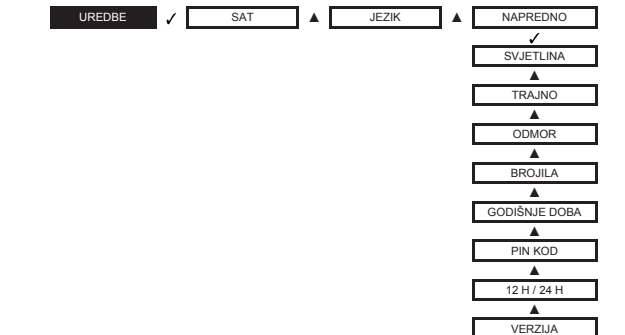 UREDBE ✓ SAT ▲ JEZIK ▲ NAPREDNO
✓
SVJETLINA
▲
TRAJNO
▲
ODMOR
▲
BROJILA
▲
GODIŠNJE DOBA
▲
PIN KOD
▲
12 H / 24 H
▲
VERZIJA